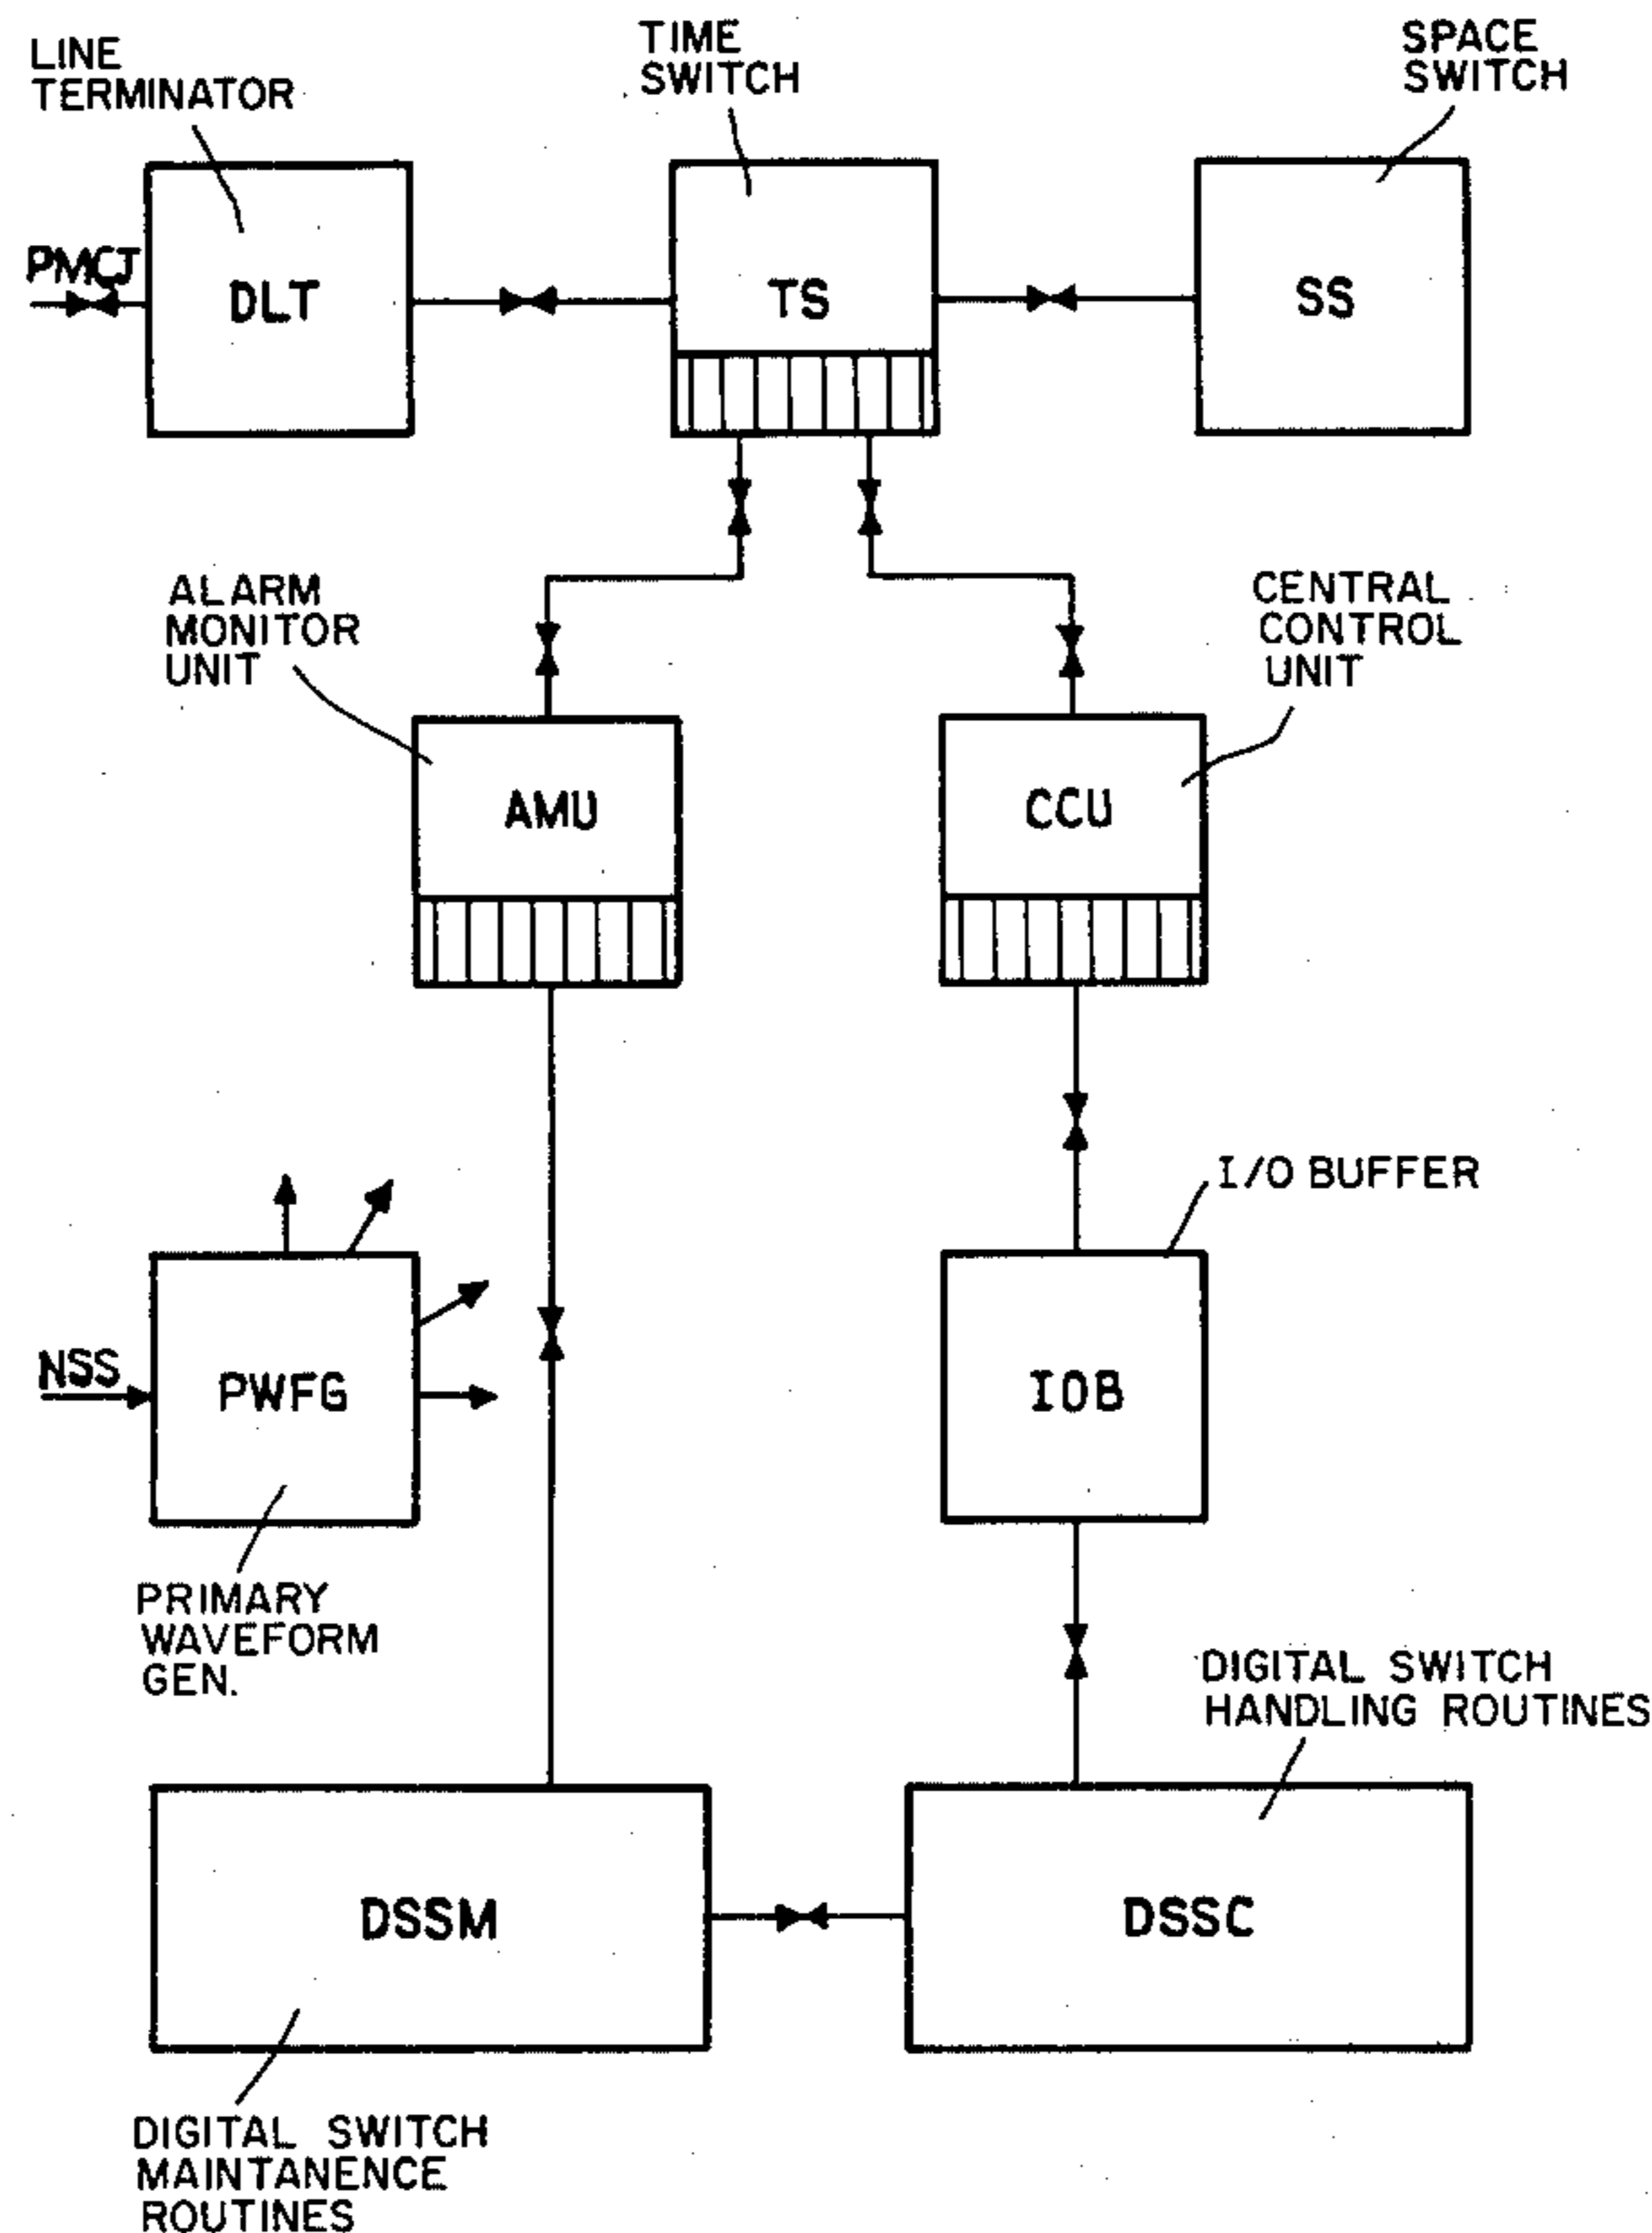 LINE
TERMINATOR
TIME
SWITCH
SPACE
SWITCH
PMCJ
DLT
TS
SS
ALARM
MONITOR
UNIT
CENTRAL
CONTROL
UNIT
AMU
CCU
I/O BUFFER
NSS
PWFG
IOB
PRIMARY
WAVEFORM
GEN.
DIGITAL SWITCH
HANDLING ROUTINES
DSSM
DSSC
DIGITAL SWITCH
MAINTANENCE
ROUTINES